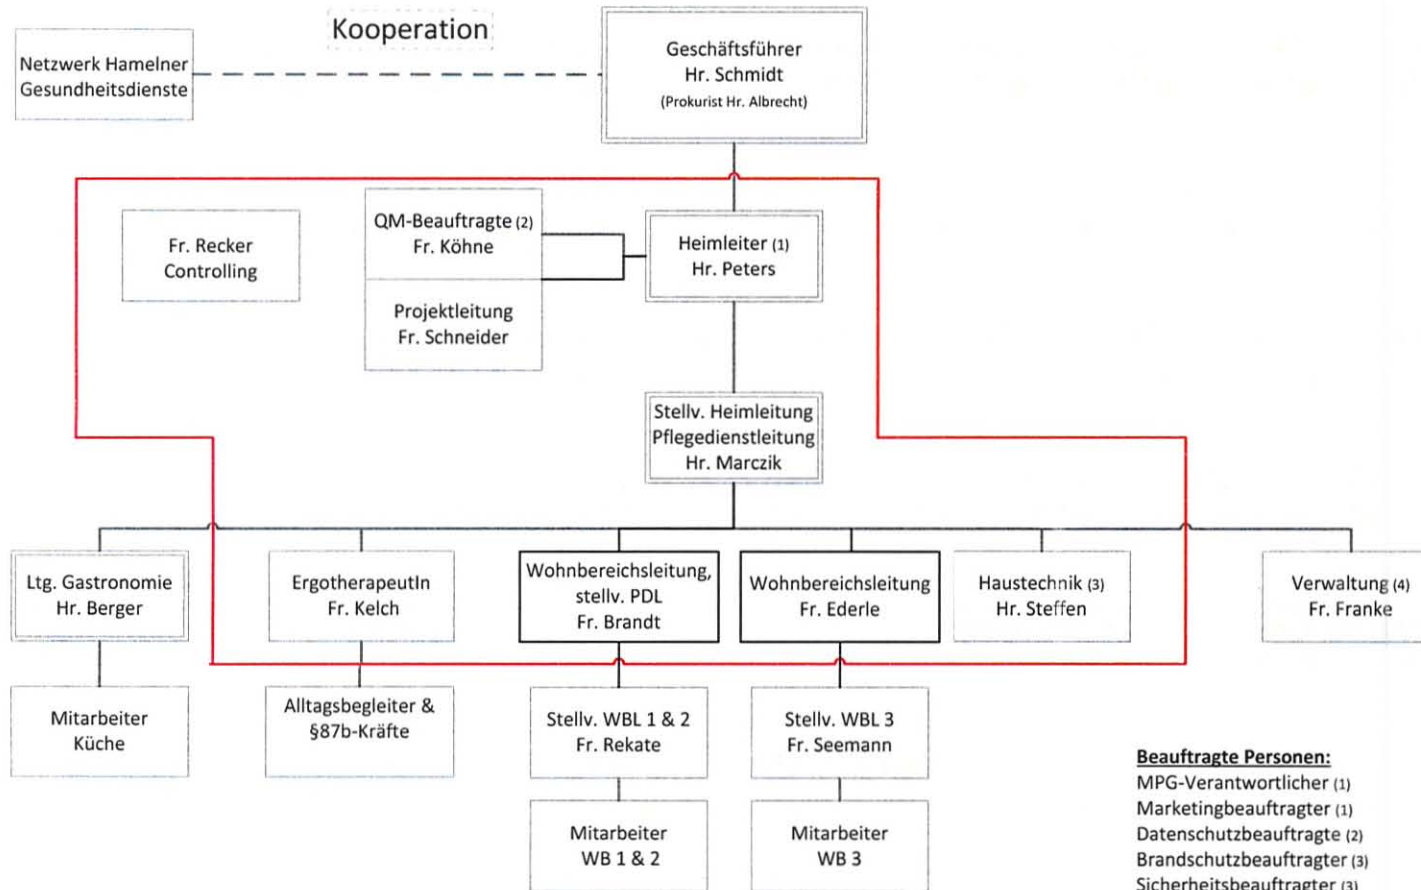 Kooperation
Netzwerk Hamelner
Gesundheitsdienste
Geschäftsführer
Hr. Schmidt
(Prokurist Hr. Albrecht)
Fr. Recker
Controlling
QM-Beauftragte (2)
Fr. Köhne
Projektleitung
Fr. Schneider
Heimleiter (1)
Hr. Peters
Stellv. Heimleitung
Pflegedienstleitung
Hr. Marczik
Ltg. Gastronomie
Hr. Berger
ErgotherapeutIn
Fr. Kelch
Wohnbereichsleitung,
stellv. PDL
Fr. Brandt
Wohnbereichsleitung
Fr. Ederle
Haustechnik (3)
Hr. Steffen
Verwaltung (4)
Fr. Franke
Mitarbeiter
Küche
Alltagsbegleiter &
§87b-Kräfte
Stellv. WBL 1 & 2
Fr. Rekate
Stellv. WBL 3
Fr. Seemann
Mitarbeiter
WB 1 & 2
Mitarbeiter
WB 3
Beauftragte Personen:
MPG-Verantwortlicher (1)
Marketingbeauftragter (1)
Datenschutzbeauftragte (2)
Brandschutzbeauftragter (3)
Sicherheitsbeauftragter (3)